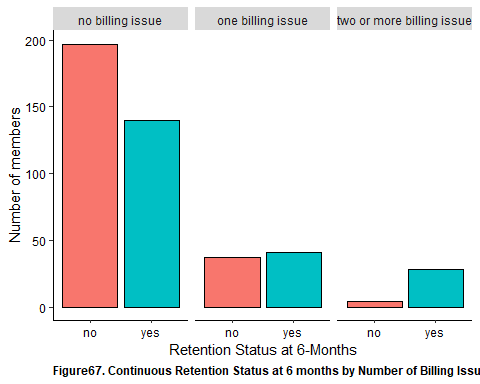 no billing issue one billing issue two or more billing issue
200
150
100
50
0
Number of members
no yes no yes no yes
Retention Status at 6-Months
Figure67. Continuous Retention Status at 6 months by Number of Billing Issu